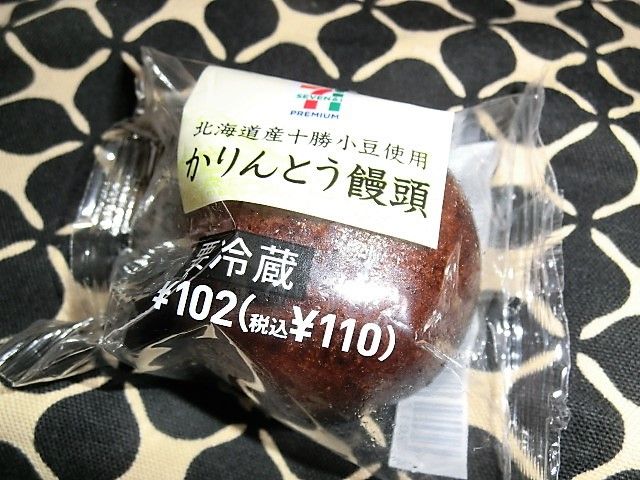 SEVEN&i
PREMIUM
北海道産十勝小豆使用
かりんとう饅頭
要冷蔵
¥102(税込¥110)